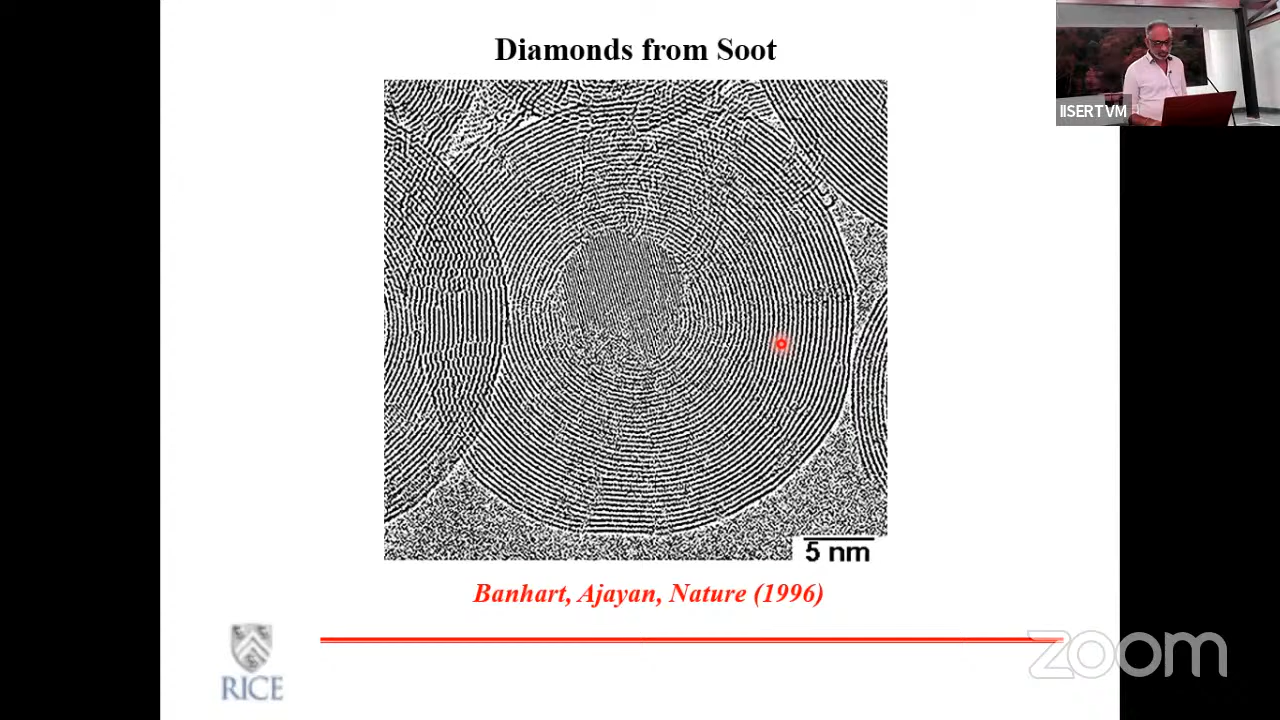 Diamonds from Soot
IISERTVM
5 nm
Banhart, Ajayan, Nature (1996)
RICE
zoom